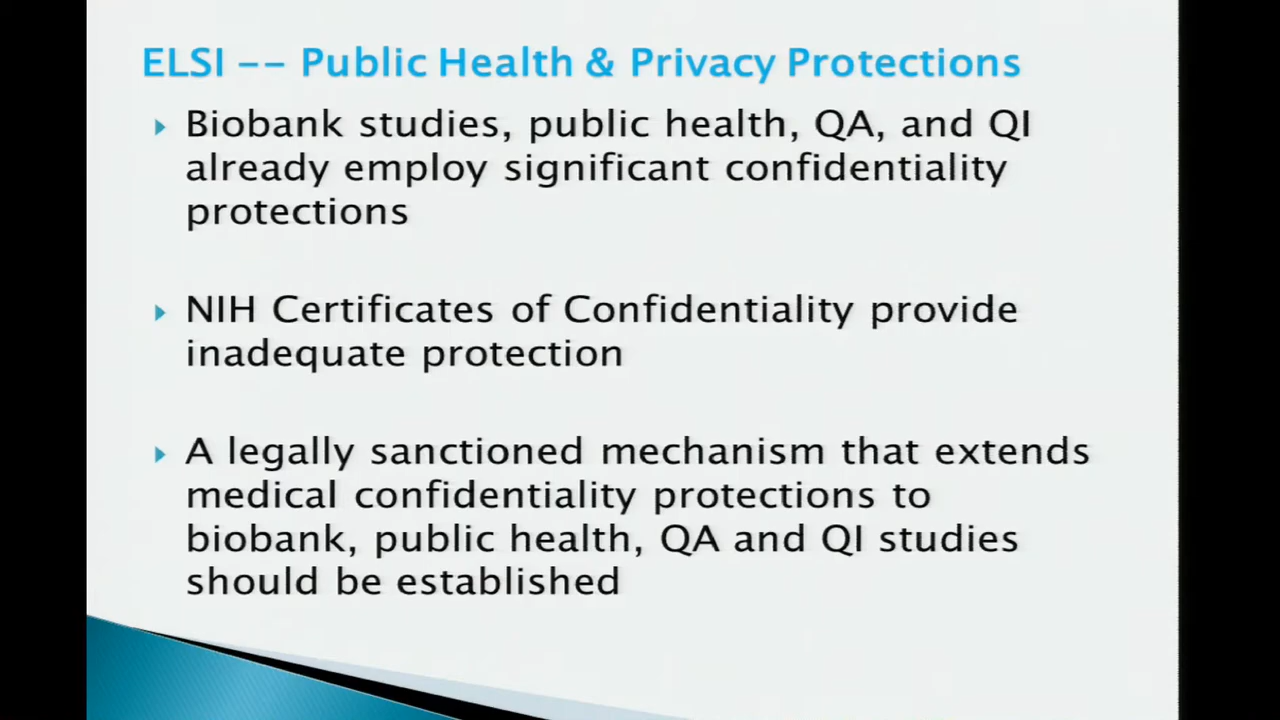 ELSI -- Public Health & Privacy Protections
Biobank studies, public health, QA, and QI
already employ significant confidentiality
protections
NIH Certificates of Confidentiality provide
inadequate protection
A legally sanctioned mechanism that extends
medical confidentiality protections to
biobank, public health, QA and QI studies
should be established